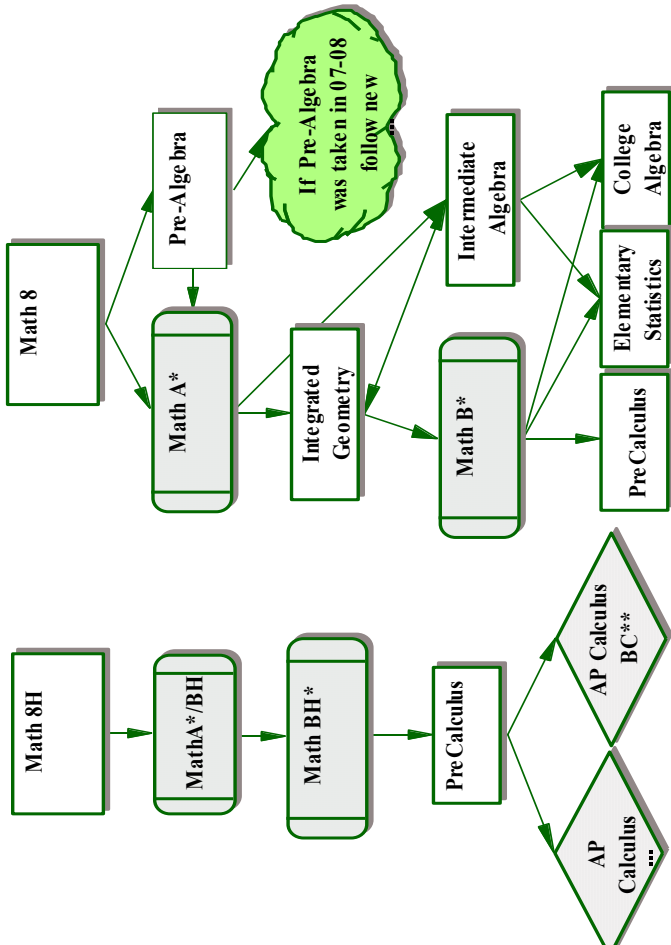 Math 8H
Math 8
MathA*/BH
Math A*
Pre-Algebra
Math BH*
Integrated
Geometry
If Pre-Algebra
was taken in 07-08
follow new
...
PreCalculus
Math B*
Intermediate
Algebra
AP
Calculus
...
AP Calculus
BC**
PreCalculus
Elementary
Statistics
College
Algebra